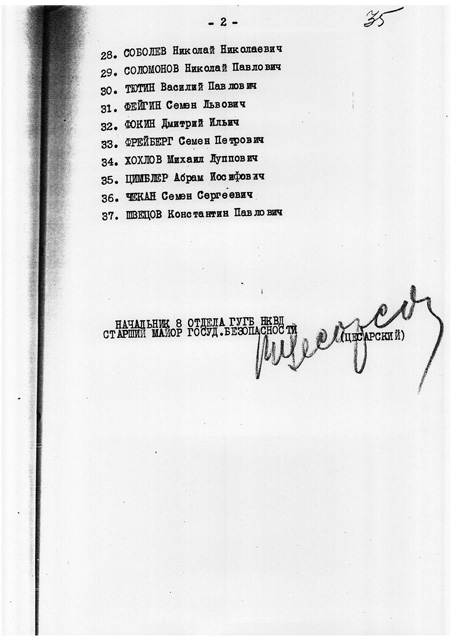 - 2 -
35
28. СОБОЛЕВ Николай Николаевич
29. СОЛОМОНОВ Николай Павлович
30. ТЮТИН Василий Павлович
31. ФЕЙГИН Семен Львович
32. ФОКИН Дмитрий Ильич
33. ФРЕЙБЕРГ Семен Петрович
34. ХОХЛОВ Михаил Луппович
35. ЦИМБЛЕР Абрам Иосифович
36. ЧЕКАН Семен Сергеевич
37. ШВЕЦОВ Константин Павлович
НАЧАЛЬНИК 8 ОТДЕЛА ГУГБ НКВД
СТАРШИЙ МАЙОР ГОСУД.БЕЗОПАСНОСТИ
(ЦЕСАРСКИЙ)